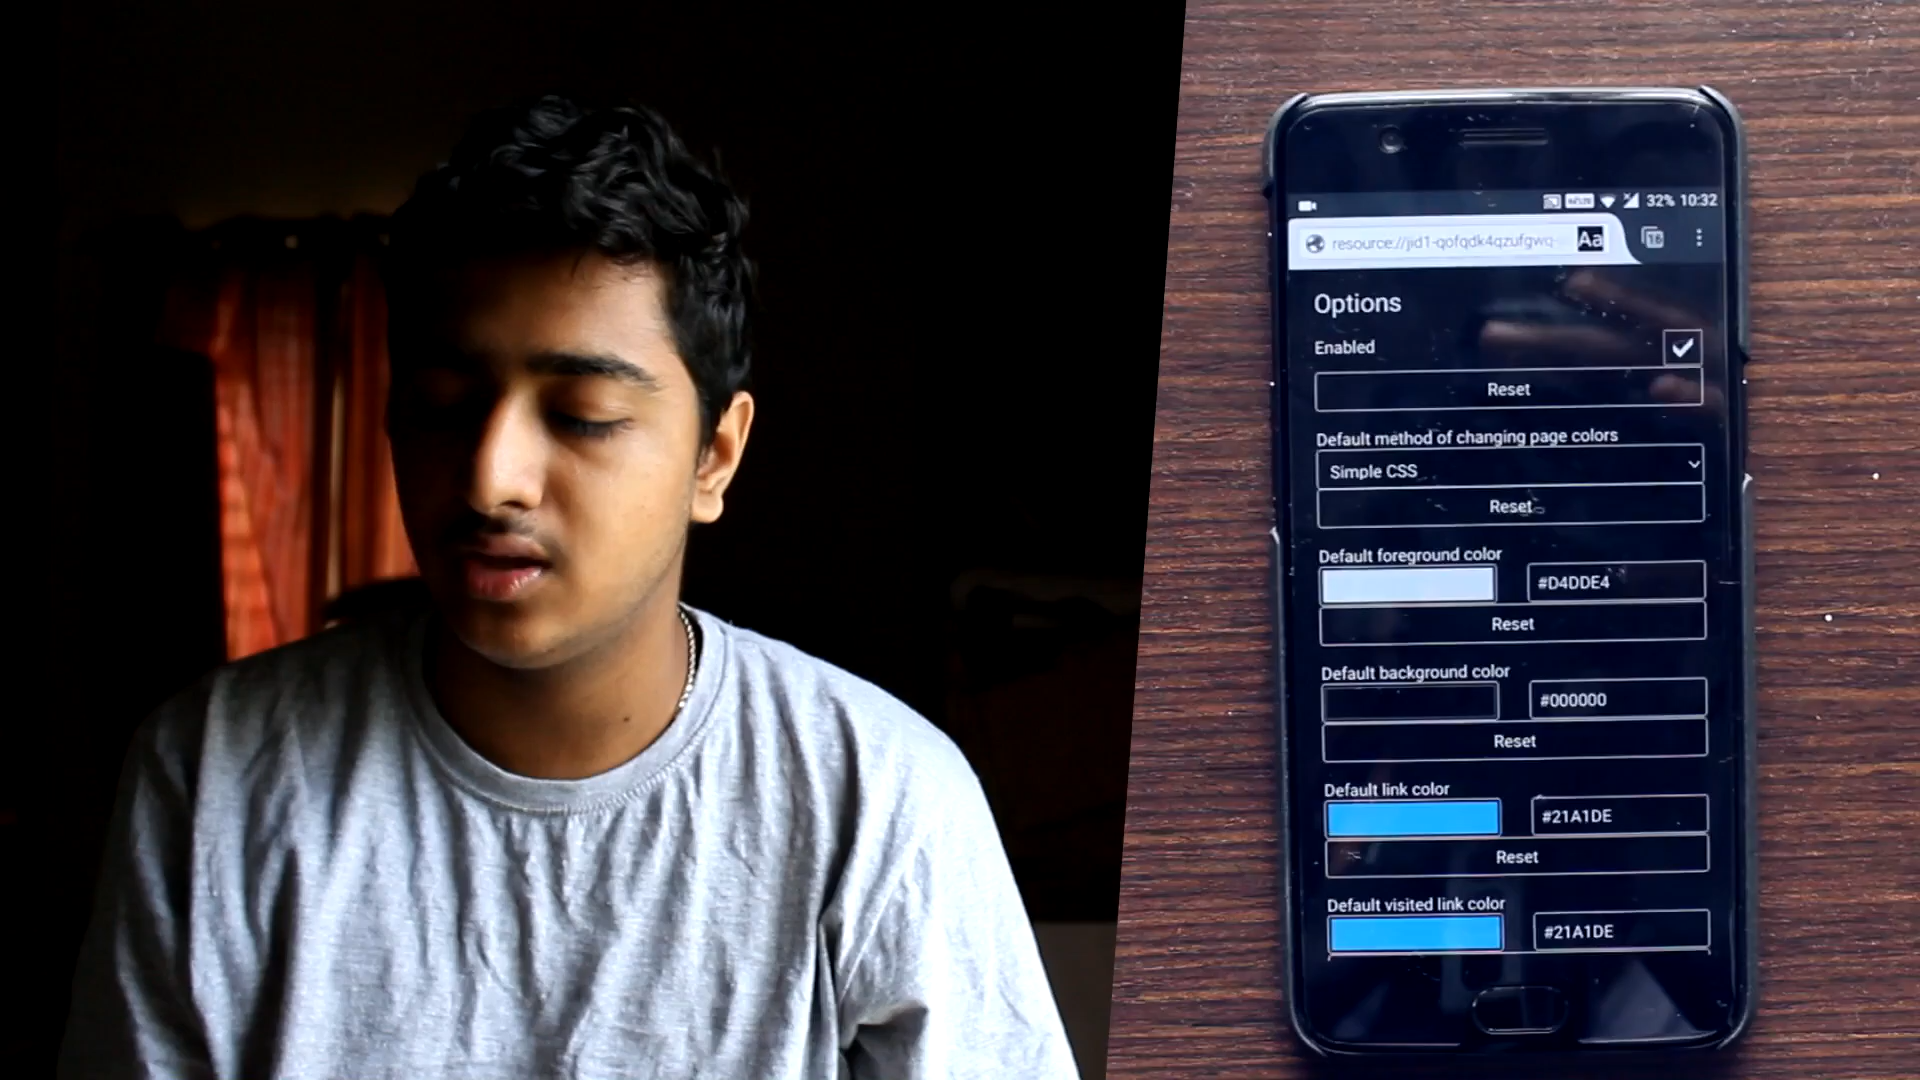 32% 10:32
resource://jid1-qofqdk4qzufgwq- Aa 16
Options
Enabled
Reset
Default method of changing page colors
Simple CSS
Reset
Default foreground color
#D4DDE4
Reset
Default background color
#000000
Reset
Default link color
#21A1DE
Reset
Default visited link color
#21A1DE